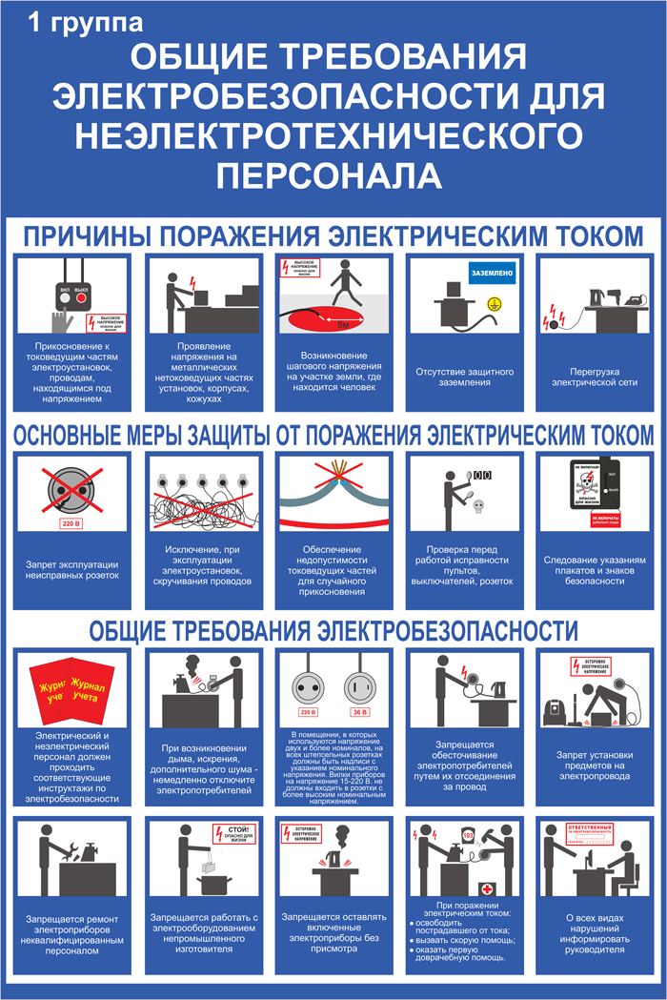 1 группа
ОБЩИЕ ТРЕБОВАНИЯ
ЭЛЕКТРОБЕЗОПАСНОСТИ ДЛЯ
НЕЭЛЕКТРОТЕХНИЧЕСКОГО
ПЕРСОНАЛА
ПРИЧИНЫ ПОРАЖЕНИЯ ЭЛЕКТРИЧЕСКИМ ТОКОМ
ВКЛ ВЫКЛ
ВЫСОКОЕ
НАПРЯЖЕНИЕ
ОПАСНО ДЛЯ
ЖИЗНИ
Прикосновение к
токоведущим частям
электроустановок,
проводам,
находящимся под
напряжением
Проявление
напряжения на
металлических
нетоковедущих частях
установок, корпусах,
кожухах
ВЫСОКОЕ
НАПРЯЖЕНИЕ
ОПАСНО ДЛЯ
ЖИЗНИ
8м
Возникновение
шагового напряжения
на участке земли, где
находится человек
ЗАЗЕМЛЕНО
Отсутствие защитного
заземления
Перегрузка
электрической сети
ОСНОВНЫЕ МЕРЫ ЗАЩИТЫ ОТ ПОРАЖЕНИЯ ЭЛЕКТРИЧЕСКИМ ТОКОМ
220 В
Запрет эксплуатации
неисправных розеток
Исключение, при
эксплуатации
электроустановок,
скручивания проводов
Обеспечение
недопустимости
токоведущих частей
для случайного
прикосновения
Проверка перед
работой исправности
пультов,
выключателей, розеток
НЕ ВКЛЮЧАЙ!
ОПАСНО
ДЛЯ ЖИЗНИ
ВКЛ
ВЫКЛ
НЕ ВКЛЮЧАТЬ!
работают люди
Следование указаниям
плакатов и знаков
безопасности
ОБЩИЕ ТРЕБОВАНИЯ ЭЛЕКТРОБЕЗОПАСНОСТИ
Журнал
учета
Журнал
учета
Электрический и
неэлектрический
персонал должен
проходить
соответствующие
инструктажи по
электробезопасности
При возникновении
дыма, искрения,
дополнительного шума -
немедленно отключите
электропотребителей
220 В
36 В
В помещении, в которых
используются напряжение
двух и более номиналов, на
всех штепсельных розетках
должны быть надписи с
указанием номинального
напряжения. Вилки приборов
на напряжение 15-220 В. не
должны входить в розетки с
более высоким номинальным
напряжением.
Запрещается
обесточивание
электропотребителей
путем их отсоединения
за провод
ОСТОРОЖНО
ЭЛЕКТРИЧЕСКОЕ
НАПРЯЖЕНИЕ
Запрет установки
предметов на
электропровода
Запрещается ремонт
электроприборов
неквалифицированным
персоналом
СТОЙ!
ОПАСНО ДЛЯ
ЖИЗНИ
Запрещается работать с
электрооборудованием
непромышленного
изготовителя
ОСТОРОЖНО
ЭЛЕКТРИЧЕСКОЕ
НАПРЯЖЕНИЕ
Запрещается оставлять
включенные
электроприборы без
присмотра
103
При поражении
электрическим током:
• освободить
пострадавшего от тока;
• вызвать скорую помощь;
• оказать первую
доврачебную помощь.
ОТВЕТСТВЕННЫЙ
ЗА ЭЛЕКТРОБЕЗОПАСНОСТЬ
О всех видах
нарушений
информировать
руководителя